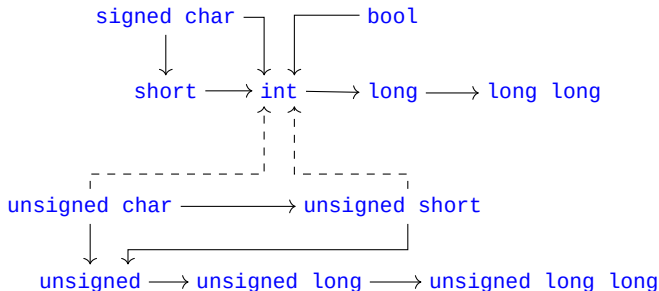 signed char bool
short int long long long
unsigned char unsigned short
unsigned unsigned long unsigned long long